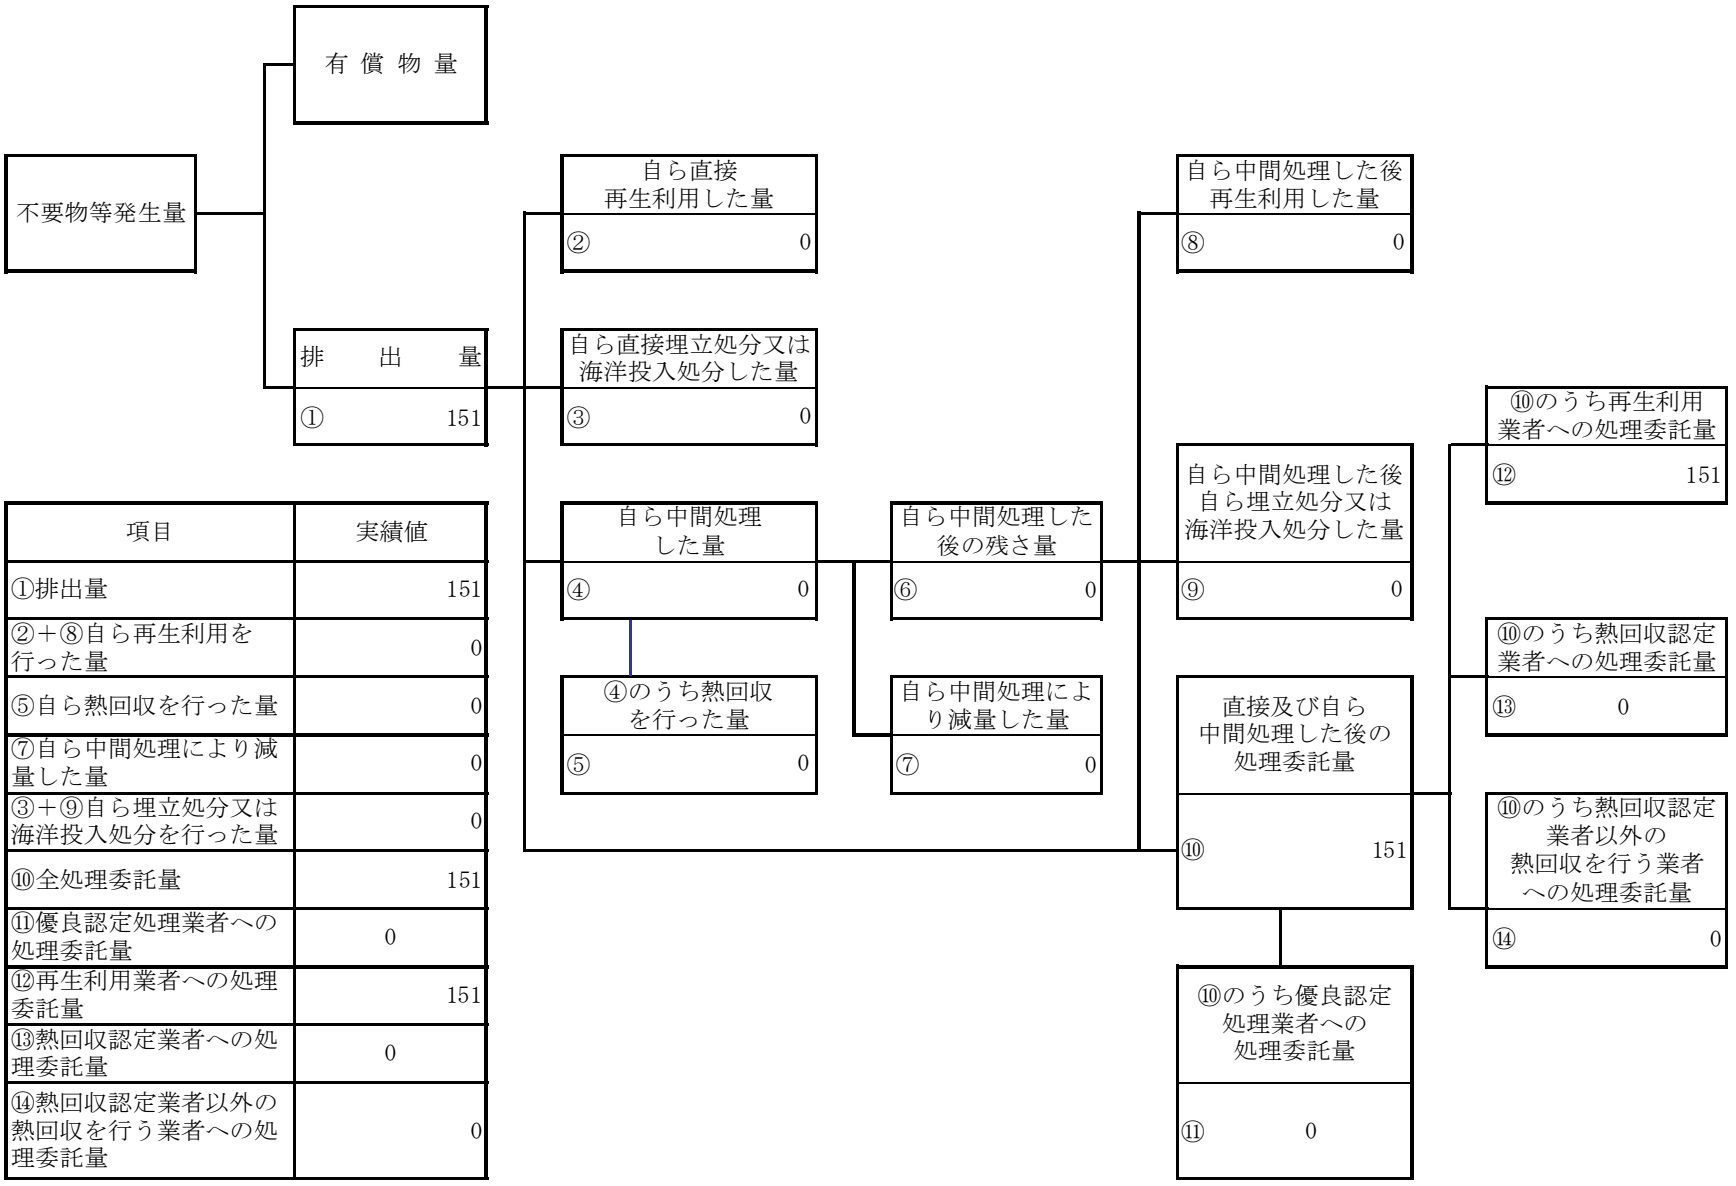 有償物量
不要物等発生量
自ら直接
再生利用した量
② 0
自ら中間処理した後
再生利用した量
⑧ 0
排出量
① 151
自ら直接埋立処分又は
海洋投入処分した量
③ 0
⑩のうち再生利用
業者への処理委託量
⑫ 151
自ら中間処理した後
自ら埋立処分又は
海洋投入処分した量
⑨ 0
自ら中間処理
した量
④ 0
自ら中間処理した
後の残さ量
⑥ 0
⑩のうち熱回収認定
業者への処理委託量
⑬ 0
④のうち熱回収
を行った量
⑤ 0
自ら中間処理によ
り減量した量
⑦ 0
直接及び自ら
中間処理した後の
処理委託量
⑩ 151
⑩のうち熱回収認定
業者以外の
熱回収を行う業者
への処理委託量
⑭ 0
⑩のうち優良認定
処理業者への
処理委託量
⑪ 0
項目 実績値
①排出量 151
②+⑧自ら再生利用を
行った量 0
⑤自ら熱回収を行った量 0
⑦自ら中間処理により減
量した量 0
③+⑨自ら埋立処分又は
海洋投入処分を行った量 0
⑩全処理委託量 151
⑪優良認定処理業者への
処理委託量 0
⑫再生利用業者への処理
委託量 151
⑬熱回収認定業者への処
理委託量 0
⑭熱回収認定業者以外の
熱回収を行う業者への処
理委託量 0